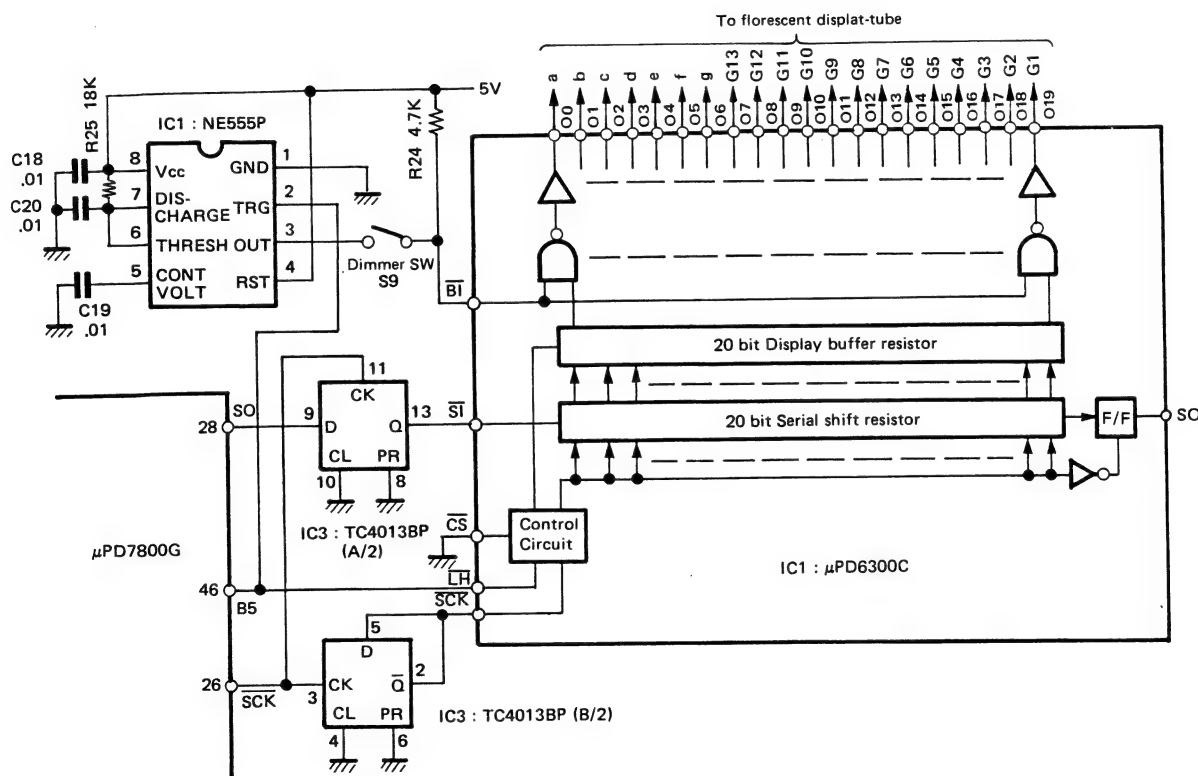 To florescent displat-tube
a b c d e f g G13 G12 G11 G10 G9 G8 G7 G6 G5 G4 G3 G2 G1
O0 O1 O2 O3 O4 O5 O6 O7 O8 O9 O10 O11 O12 O13 O14 O15 O16 O17 O18 O19
5V
R25 18K
IC1 : NE555P
R24 4.7K
C18
.01
C20
.01
8
Vcc
GND
1
7
DIS-
CHARGE
TRG
2
6
THRESH
OUT
3
5
CONT
VOLT
RST
4
C19
.01
Dimmer SW
S9
BI
20 bit Display buffer resistor
20 bit Serial shift resistor
F/F
SO
SI
28
SO
9
D
11
CK
13
Q
CL
PR
10
8
IC3 : TC4013BP
(A/2)
CS
Control
Circuit
IC1 : μPD6300C
μPD7800G
46
B5
LH
SCK
5
D
26
SCK
3
CK
2
Q
CL
PR
4
6
IC3 : TC4013BP (B/2)